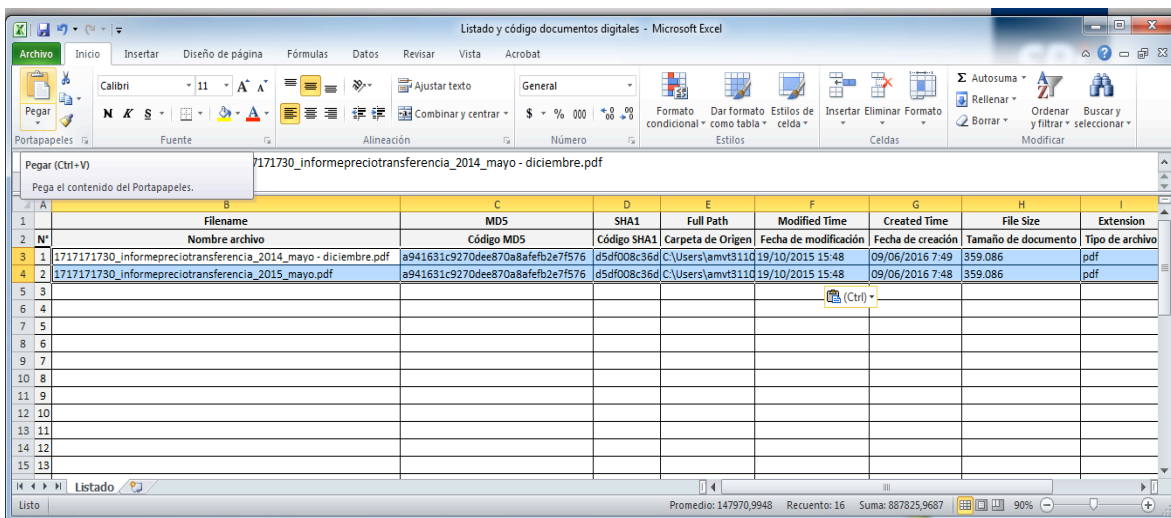 Listado y código documentos digitales - Microsoft Excel
Archivo Inicio Insertar Diseño de página Fórmulas Datos Revisar Vista Acrobat
Pegar
Calibri 11
N K S
Ajustar texto
Combinar y centrar
General
$ % 000
Formato condicional
Dar formato como tabla
Estilos de celda
Insertar Eliminar Formato
Σ Autosuma
Rellenar
Borrar
Ordenar y filtrar
Buscar y seleccionar
Portapapeles Fuente Alineación Número Estilos Celdas Modificar
Pegar (Ctrl+V)
Pega el contenido del Portapapeles.
7171730_informepreciotransferencia_2014_mayo - diciembre.pdf
A B C D E F G H I
1 Filename MD5 SHA1 Full Path Modified Time Created Time File Size Extension
2 N° Nombre archivo Código MD5 Código SHA1 Carpeta de Origen Fecha de modificación Fecha de creación Tamaño de documento Tipo de archivo
3 1 1717171730_informepreciotransferencia_2014_mayo - diciembre.pdf a941631c9270dee870a8afefb2e7f576 d5df008c36d C:\Users\amvt3110 19/10/2015 15:48 09/06/2016 7:49 359.086 pdf
4 2 1717171730_informepreciotransferencia_2015_mayo.pdf a941631c9270dee870a8afefb2e7f576 d5df008c36d C:\Users\amvt3110 19/10/2015 15:48 09/06/2016 7:48 359.086 pdf
5 3
(Ctrl)
6 4
7 5
8 6
9 7
10 8
11 9
12 10
13 11
14 12
15 13
Listado
Listo Promedio: 147970,9948 Recuento: 16 Suma: 887825,9687 90%